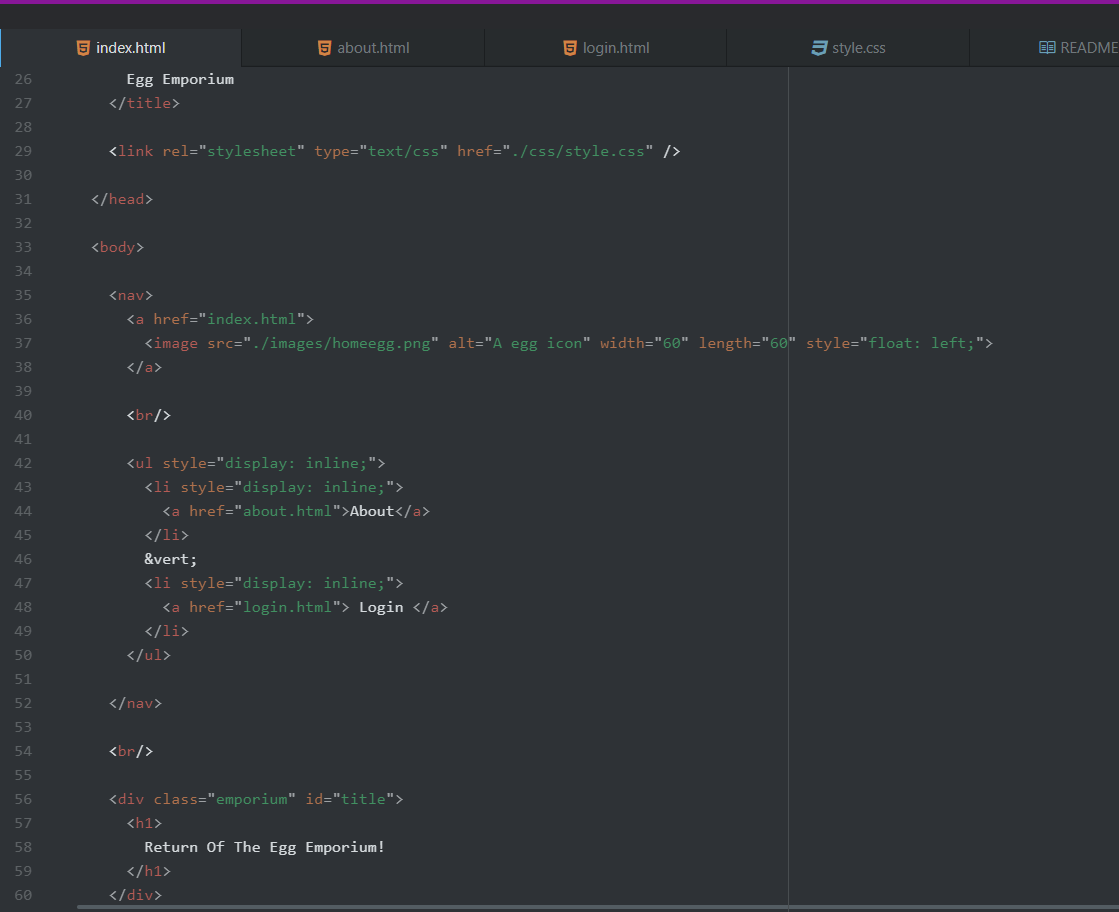 index.html about.html login.html style.css README
26 Egg Emporium
27 </title>
28
29 <link rel="stylesheet" type="text/css" href="./css/style.css" />
30
31 </head>
32
33 <body>
34
35 <nav>
36 <a href="index.html">
37 <image src="./images/homeegg.png" alt="A egg icon" width="60" length="60" style="float: left;">
38 </a>
39
40 <br/>
41
42 <ul style="display: inline;">
43 <li style="display: inline;">
44 <a href="about.html">About</a>
45 </li>
46 &vert;
47 <li style="display: inline;">
48 <a href="login.html"> Login </a>
49 </li>
50 </ul>
51
52 </nav>
53
54 <br/>
55
56 <div class="emporium" id="title">
57 <h1>
58 Return Of The Egg Emporium!
59 </h1>
60 </div>